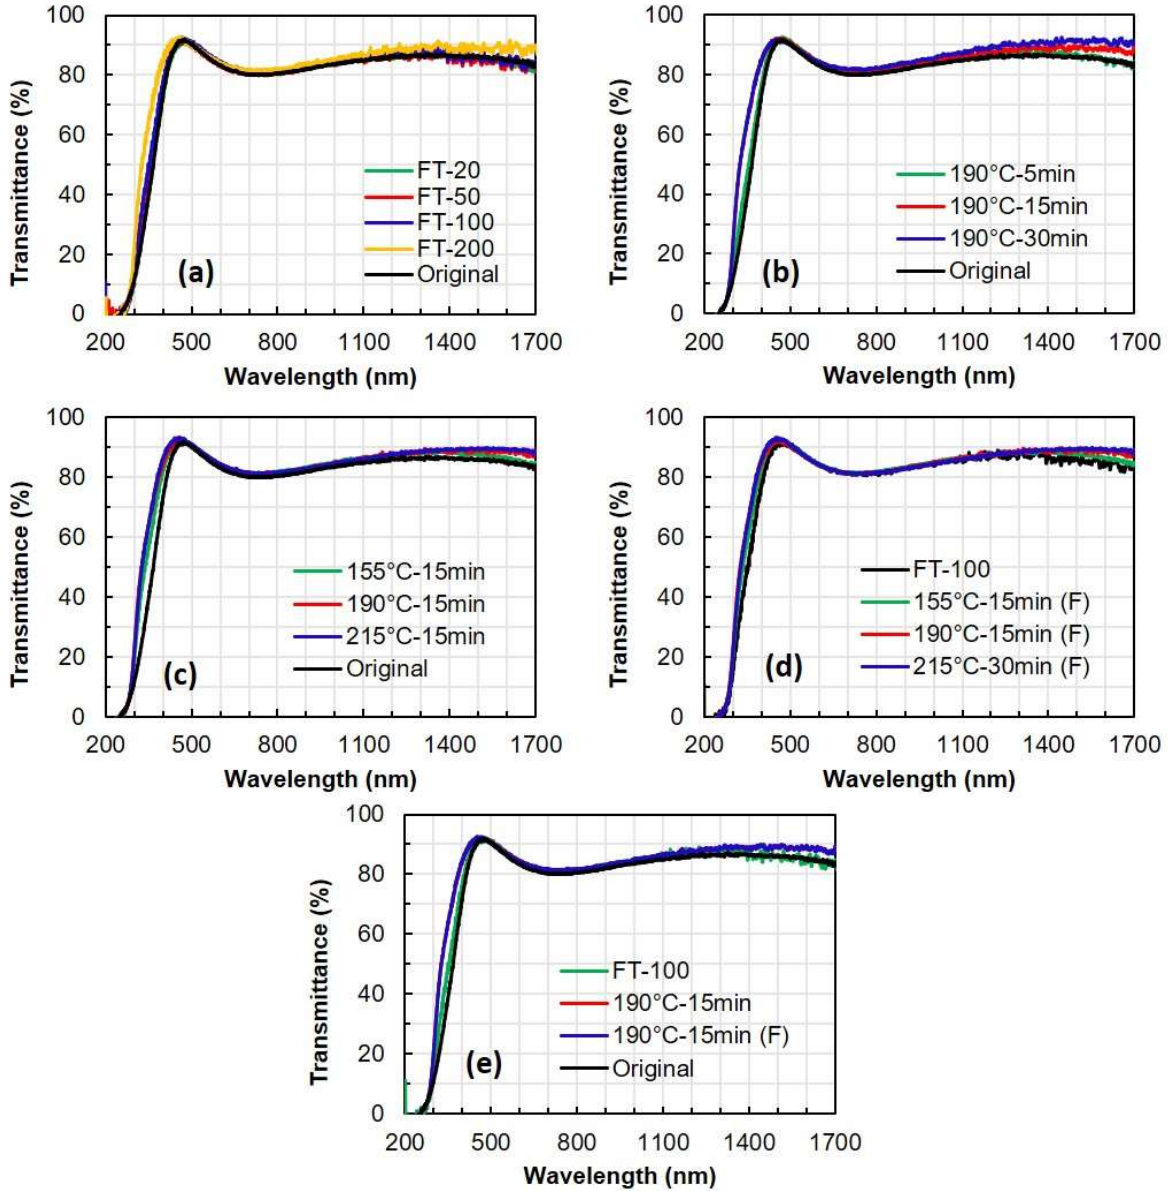 100
80
60
40
20
0
Transmittance (%)
FT-20
FT-50
FT-100
FT-200
Original
(a)
200 500 800 1100 1400 1700
Wavelength (nm)
100
80
60
40
20
0
Transmittance (%)
190°C-5min
190°C-15min
190°C-30min
Original
(b)
200 500 800 1100 1400 1700
Wavelength (nm)
100
80
60
40
20
0
Transmittance (%)
155°C-15min
190°C-15min
215°C-15min
Original
(c)
200 500 800 1100 1400 1700
Wavelength (nm)
100
80
60
40
20
0
Transmittance (%)
FT-100
155°C-15min (F)
190°C-15min (F)
215°C-30min (F)
(d)
200 500 800 1100 1400 1700
Wavelength (nm)
100
80
60
40
20
0
Transmittance (%)
FT-100
190°C-15min
190°C-15min (F)
Original
(e)
200 500 800 1100 1400 1700
Wavelength (nm)